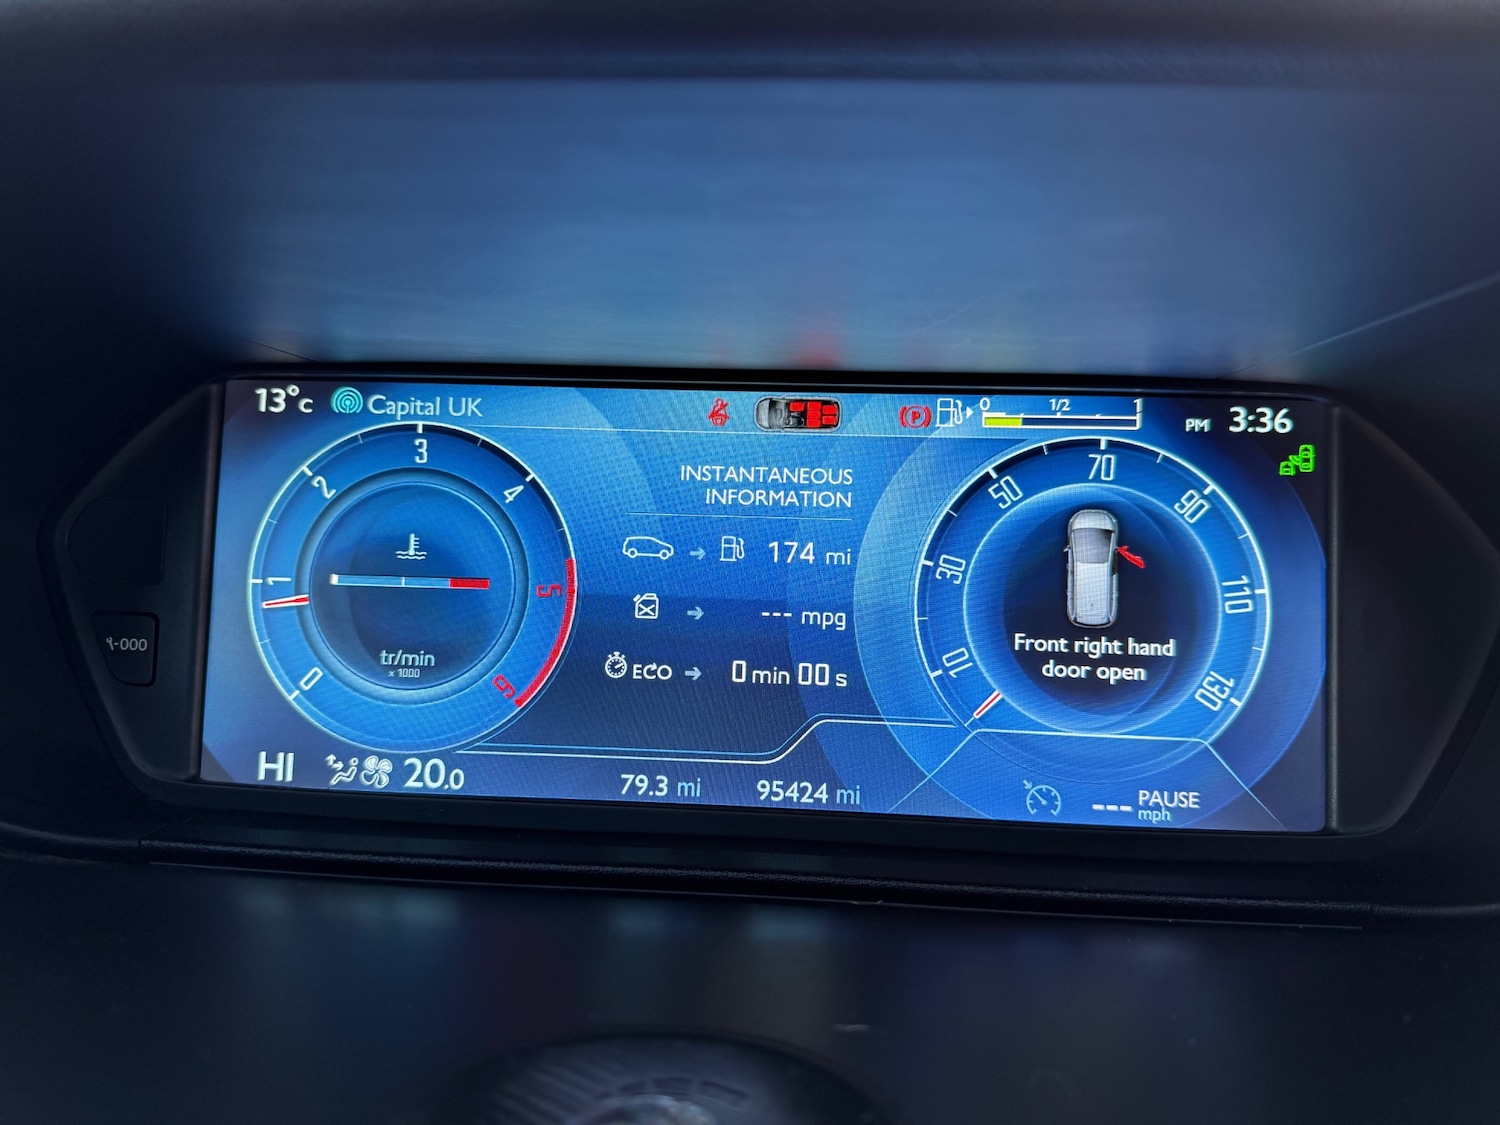 13°C Capital UK
(P) 0 1/2 1 PM 3:36
0 1 2 3 4 5 6
tr/min
x 1000
INSTANTANEOUS
INFORMATION
174 mi
--- mpg
ECO 0 min 00 s
10 30 50 70 90 110 130
Front right hand
door open
-000
HI 20.0
79.3 mi 95424 mi
--- PAUSE
mph